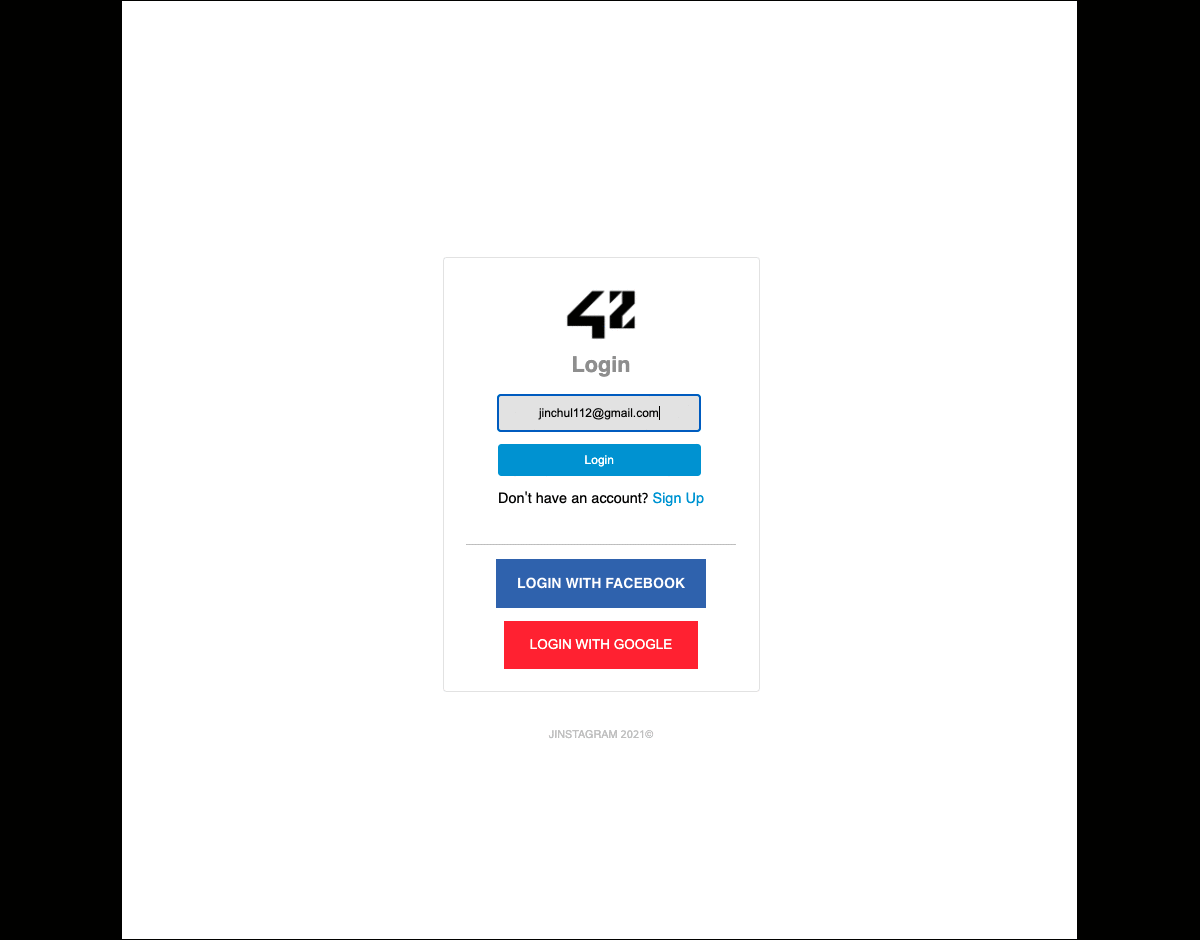 42
Login
jinchul112@gmail.com
Login
Don't have an account? Sign Up
LOGIN WITH FACEBOOK
LOGIN WITH GOOGLE
JINSTAGRAM 2021©